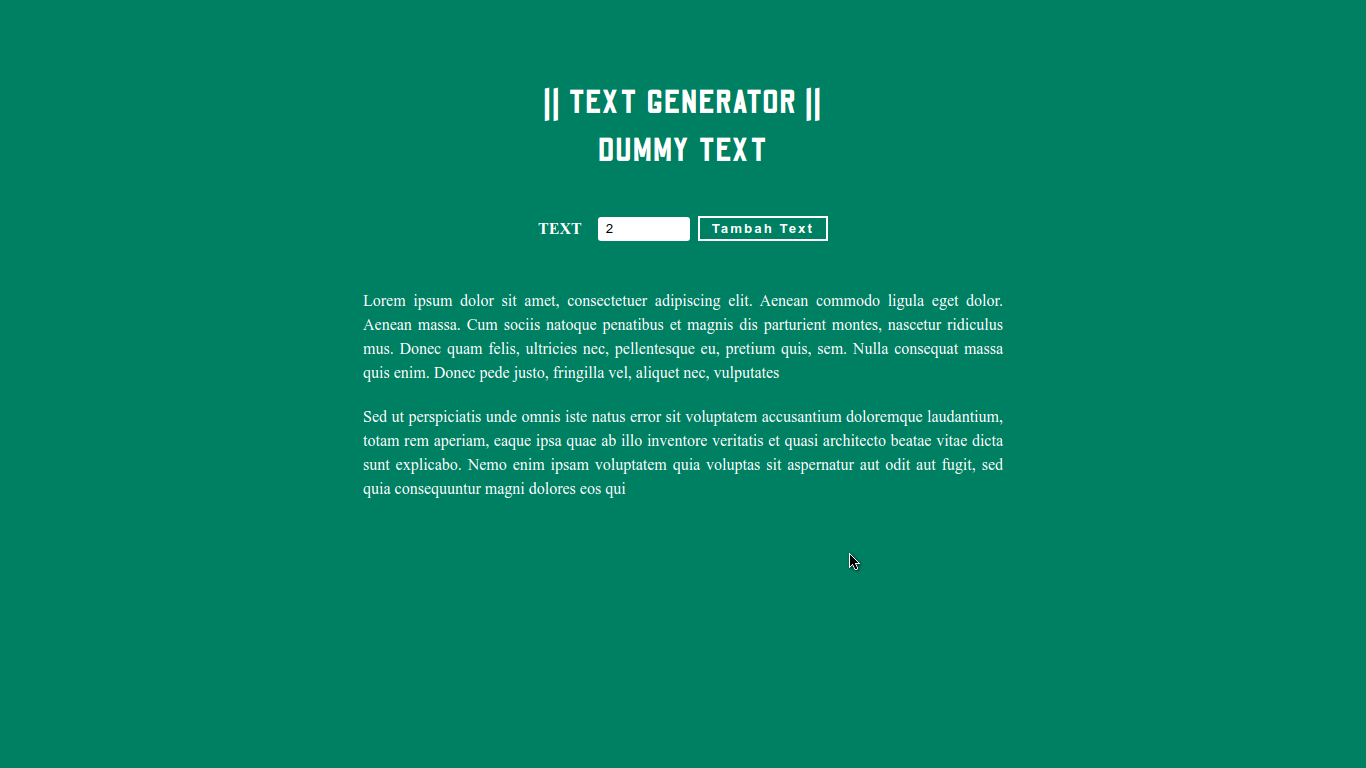 || TEXT GENERATOR ||
DUMMY TEXT
TEXT 2 Tambah Text
Lorem ipsum dolor sit amet, consectetuer adipiscing elit. Aenean commodo ligula eget dolor.
Aenean massa. Cum sociis natoque penatibus et magnis dis parturient montes, nascetur ridiculus
mus. Donec quam felis, ultricies nec, pellentesque eu, pretium quis, sem. Nulla consequat massa
quis enim. Donec pede justo, fringilla vel, aliquet nec, vulputates
Sed ut perspiciatis unde omnis iste natus error sit voluptatem accusantium doloremque laudantium,
totam rem aperiam, eaque ipsa quae ab illo inventore veritatis et quasi architecto beatae vitae dicta
sunt explicabo. Nemo enim ipsam voluptatem quia voluptas sit aspernatur aut odit aut fugit, sed
quia consequuntur magni dolores eos qui